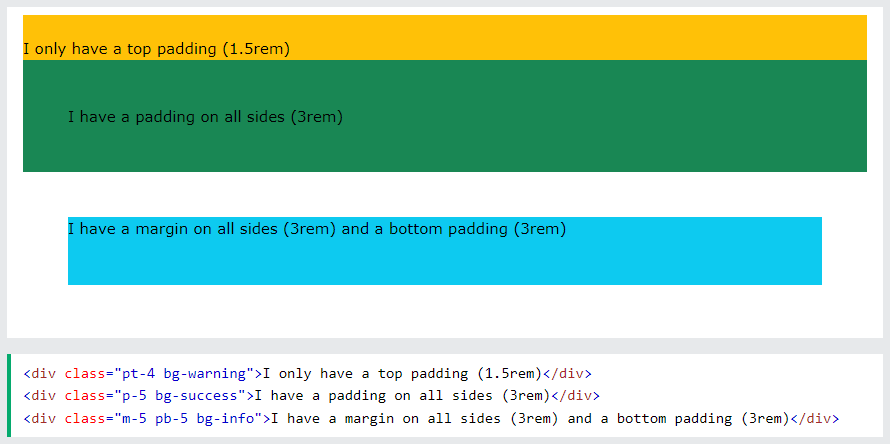 I only have a top padding (1.5rem)
I have a padding on all sides (3rem)
I have a margin on all sides (3rem) and a bottom padding (3rem)
<div class="pt-4 bg-warning">I only have a top padding (1.5rem)</div>
<div class="p-5 bg-success">I have a padding on all sides (3rem)</div>
<div class="m-5 pb-5 bg-info">I have a margin on all sides (3rem) and a bottom padding (3rem)</div>